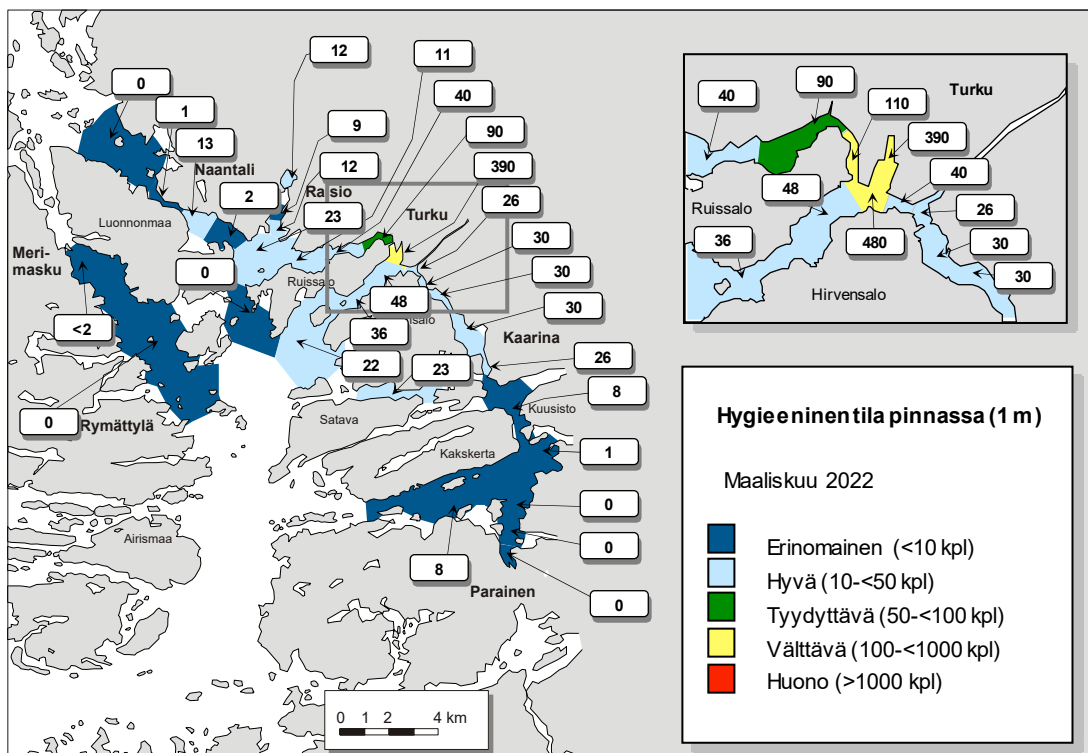 12
11
0
40
1
9
90
13
Naantali
12
390
Raisio
2
23
Turku
26
Luonnonmaa
Meri-
masku
30
0
Ruissalo
30
48
<2
36
30
Kaarina
22
23
26
0
Rymättylä
Satava
Kuusisto
8
Kakskerta
1
0
Airismaa
0
8
Parainen
0
0 1 2 4 km
90
Turku
40
110
390
48
40
Ruissalo
26
36
480
30
30
Hirvensalo
Hygieeninen tila pinnassa (1 m)
Maaliskuu 2022
Erinomainen (<10 kpl)
Hyvä (10-<50 kpl)
Tyydyttävä (50-<100 kpl)
Välttävä (100-<1000 kpl)
Huono (>1000 kpl)